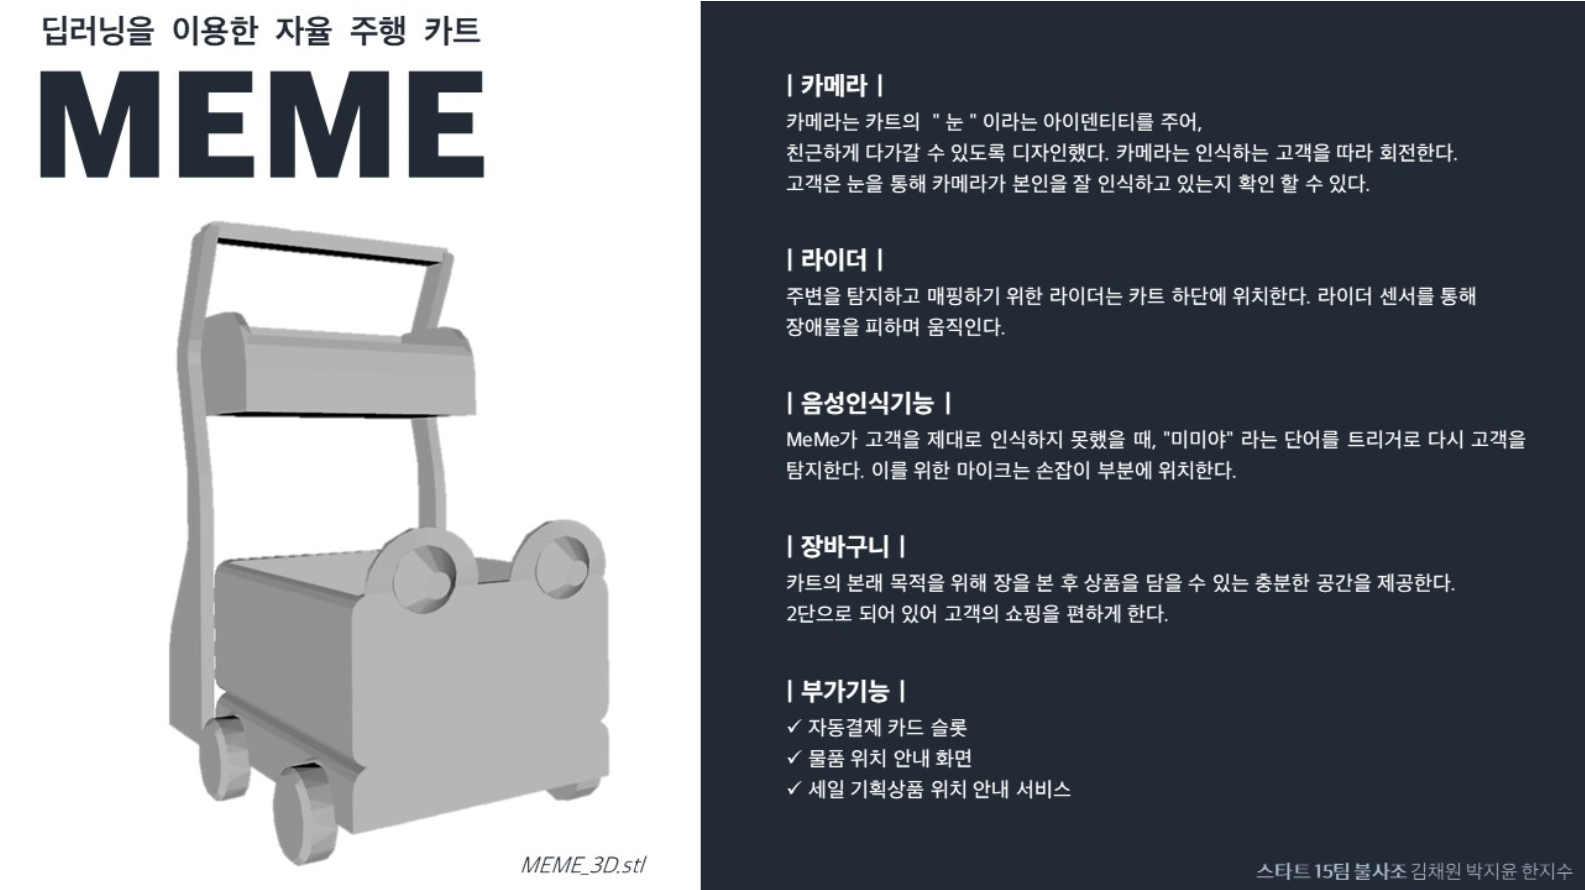 딥러닝을 이용한 자율 주행 카트
MEME
MEME_3D.stl
| 카메라 |
카메라는 카트의 " 눈 " 이라는 아이덴티티를 주어,
친근하게 다가갈 수 있도록 디자인했다. 카메라는 인식하는 고객을 따라 회전한다.
고객은 눈을 통해 카메라가 본인을 잘 인식하고 있는지 확인 할 수 있다.
| 라이더 |
주변을 탐지하고 매핑하기 위한 라이더는 카트 하단에 위치한다. 라이더 센서를 통해
장애물을 피하며 움직인다.
| 음성인식기능 |
MeMe가 고객을 제대로 인식하지 못했을 때, "미미야" 라는 단어를 트리거로 다시 고객을
탐지한다. 이를 위한 마이크는 손잡이 부분에 위치한다.
| 장바구니 |
카트의 본래 목적을 위해 장을 본 후 상품을 담을 수 있는 충분한 공간을 제공한다.
2단으로 되어 있어 고객의 쇼핑을 편하게 한다.
| 부가기능 |
✓ 자동결제 카드 슬롯
✓ 물품 위치 안내 화면
✓ 세일 기획상품 위치 안내 서비스
스타트 15팀 불사조 김채원 박지윤 한지수